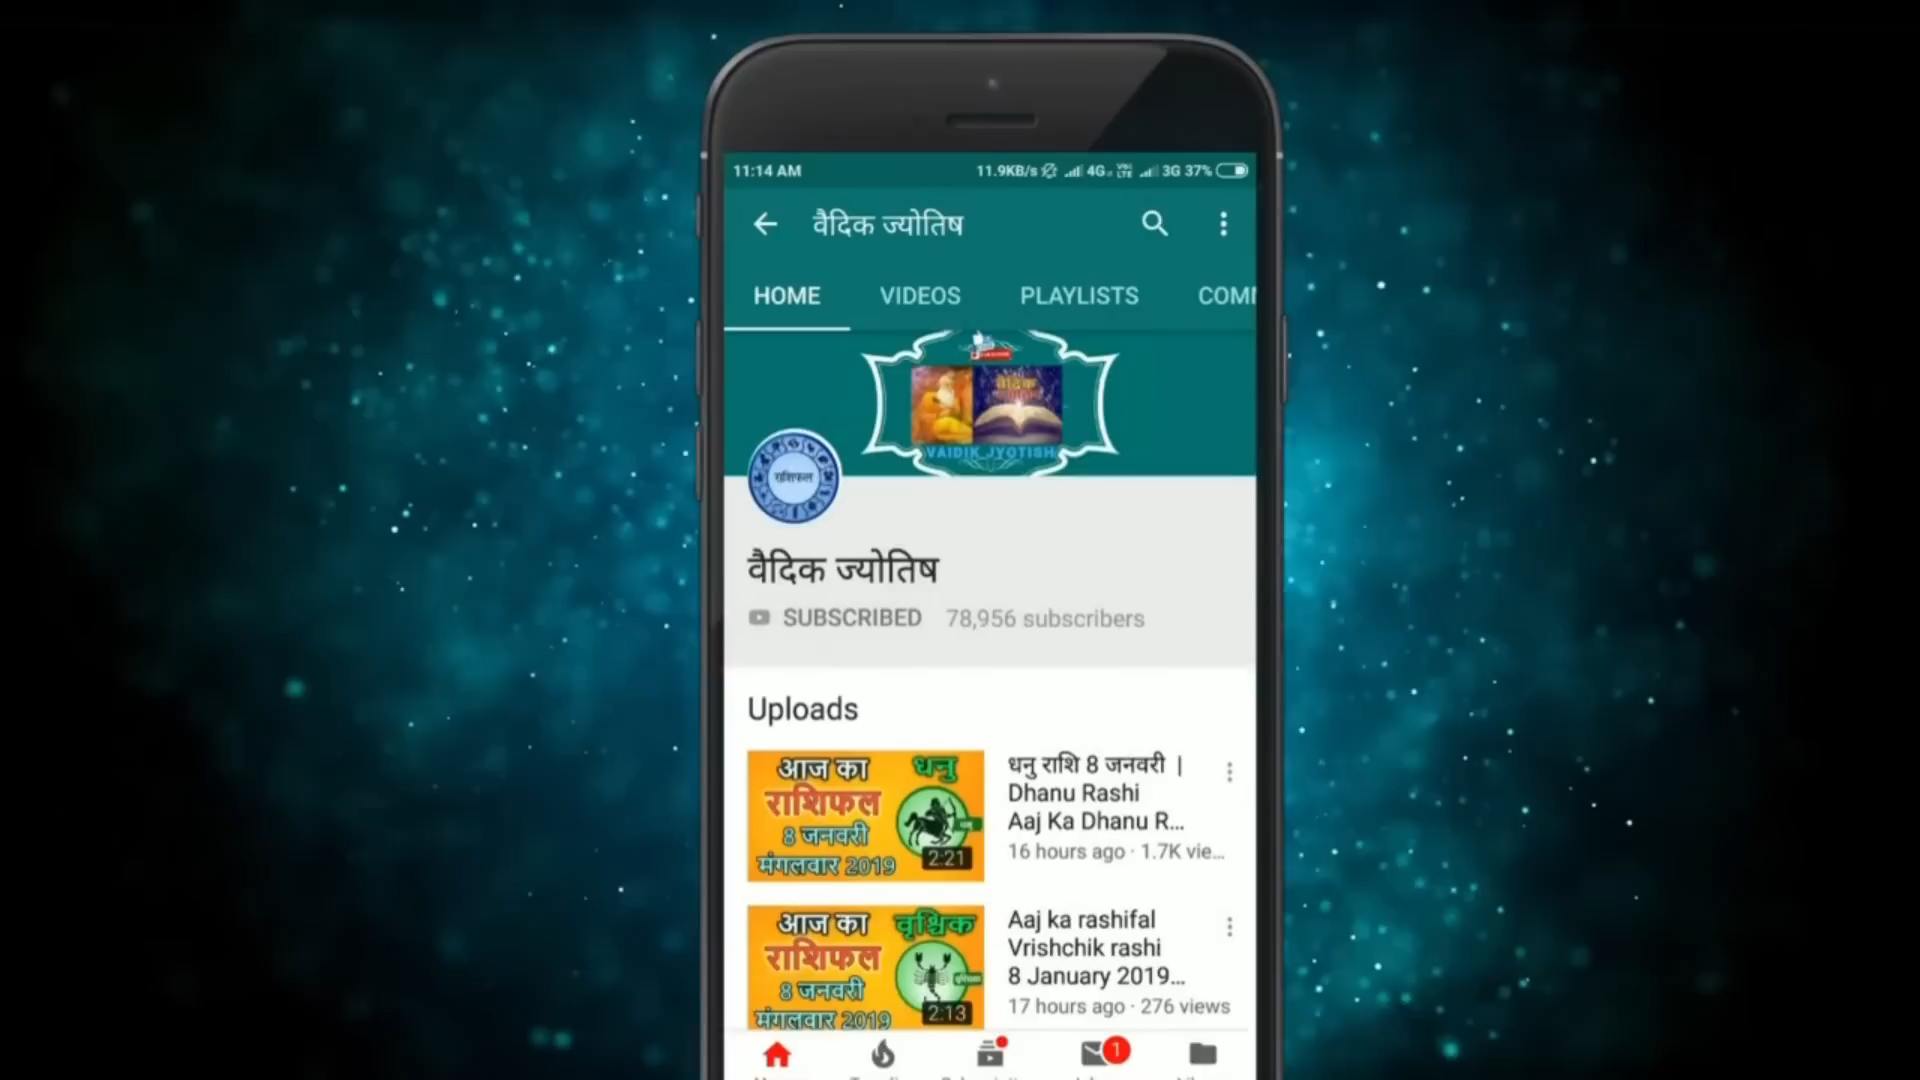 11:14 AM 11.9KB/s 4G VoLTE 3G 37%
वैदिक ज्योतिष
HOME VIDEOS PLAYLISTS COMM
वैदिक
VAIDIK JYOTISH
राशिफल
वैदिक ज्योतिष
SUBSCRIBED 78,956 subscribers
Uploads
आज का धनु
राशिफल
8 जनवरी
मंगलवार 2019
2:21
धनु राशि 8 जनवरी |
Dhanu Rashi
Aaj Ka Dhanu R...
16 hours ago · 1.7K vie...
आज का वृश्चिक
राशिफल
8 जनवरी
मंगलवार 2019
2:13
Aaj ka rashifal
Vrishchik rashi
8 January 2019...
17 hours ago · 276 views
1